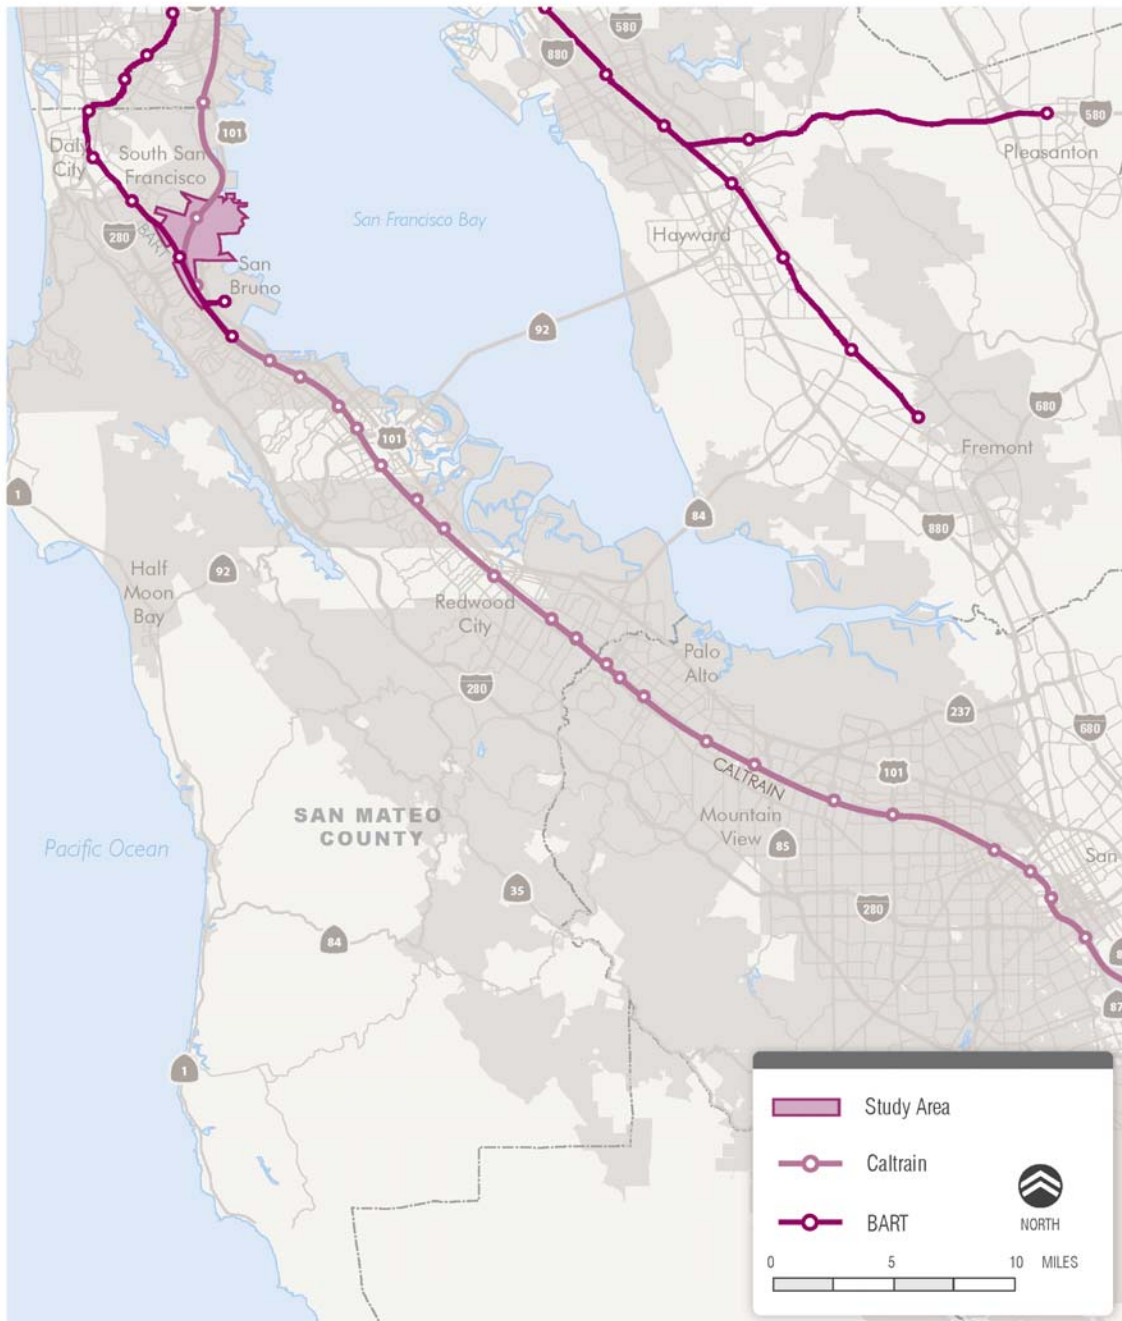 580
880
101
580
Daly
City
South San
Francisco
Pleasanton
San Francisco Bay
280
BART
Hayward
San
Bruno
92
680
101
Fremont
1
84
880
Half
Moon
Bay
92
Redwood
City
Palo
Alto
280
237
680
CALTRAIN
101
SAN MATEO
COUNTY
Mountain
View
85
San
Pacific Ocean
35
280
84
8
87
1
Study Area
Caltrain
BART
NORTH
0 5 10 MILES